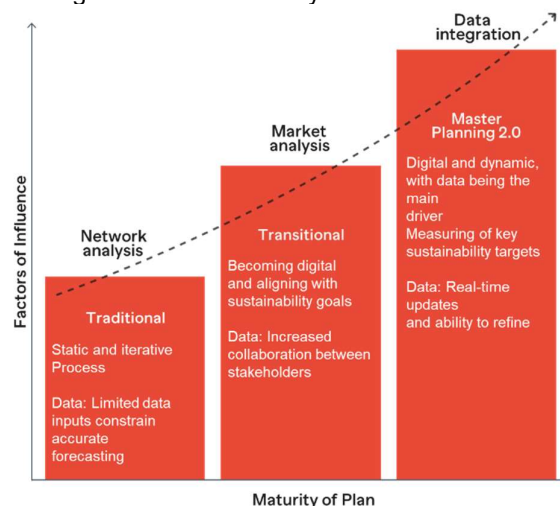 Data
integration
Market
analysis
Network
analysis
Factors of Influence
Traditional
Static and iterative
Process
Data: Limited data
inputs constrain
accurate
forecasting
Transitional
Becoming digital
and aligning with
sustainability goals
Data: Increased
collaboration between
stakeholders
Master
Planning 2.0
Digital and dynamic,
with data being the
main
driver
Measuring of key
sustainability targets
Data: Real-time
updates
and ability to refine
Maturity of Plan